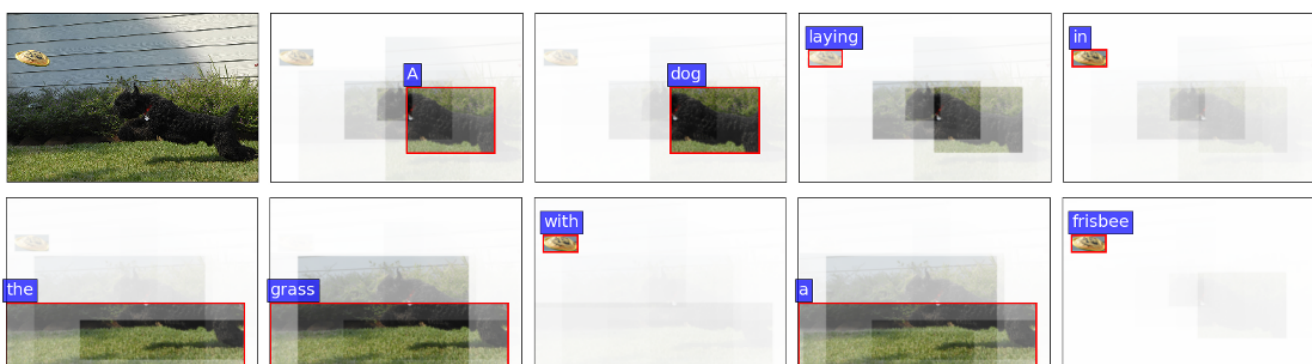 A
dog
laying
in
the
grass
with
a
frisbee